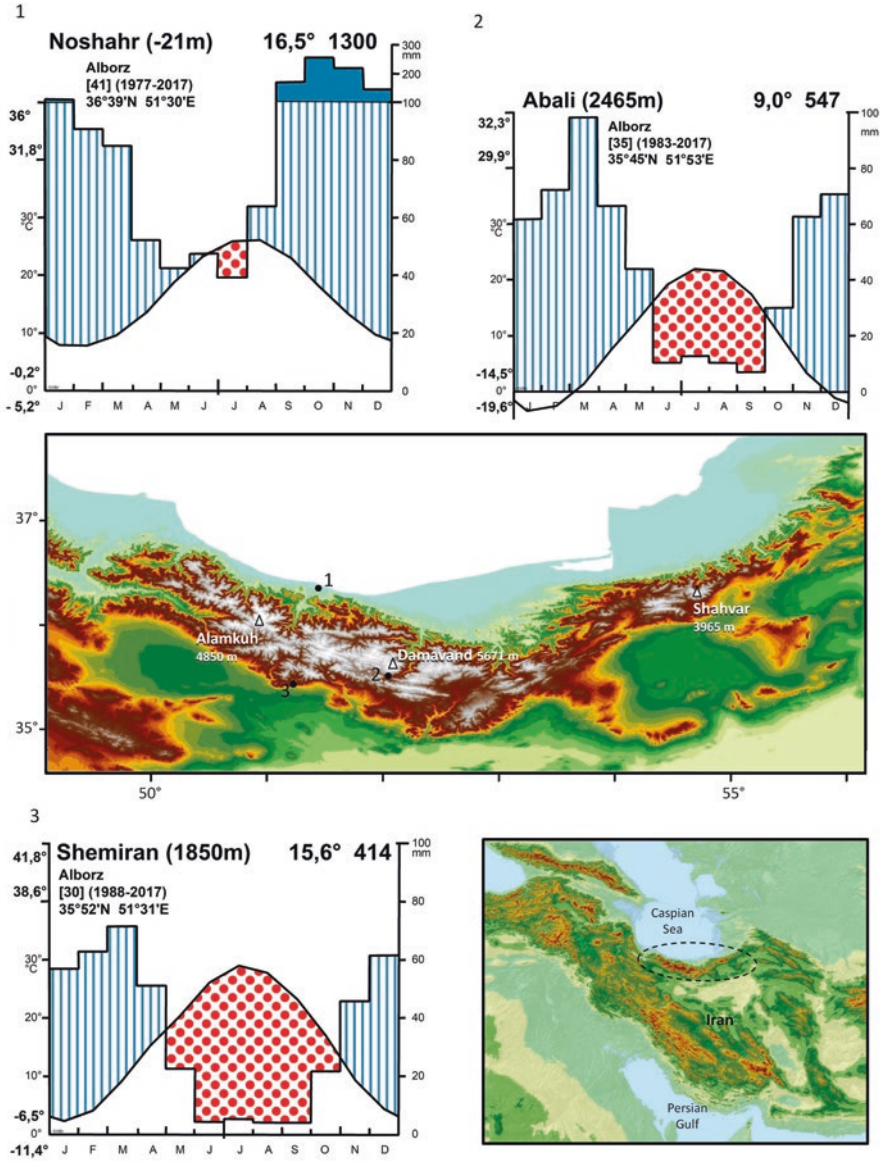 1
Noshahr (-21m) 16,5° 1300
Alborz
[41] (1977-2017)
36°39'N 51°30'E
300
mm
200
100
80
60
40
20
0
36°
31,8°
30°
°C
20°
10°
-0,2°
0°
- 5,2°
J F M A M J J A S O N D
2
Abali (2465m) 9,0° 547
Alborz
[35] (1983-2017)
35°45'N 51°53'E
100
mm
80
60
40
20
0
32,3°
29,9°
30°
°C
20°
10°
-14,5°
0°
-19,6°
J F M A M J J A S O N D
37°
35°
50° 55°
1
Alamkuh
4850 m
Damavand 5671 m
2
3
Shahvar
3965 m
3
Shemiran (1850m) 15,6° 414
Alborz
[30] (1988-2017)
35°52'N 51°31'E
100
mm
80
60
40
20
0
41,8°
38,6°
30°
°C
20°
10°
-6,5°
0°
-11,4°
J F M A M J J A S O N D
Caspian
Sea
Iran
Persian
Gulf